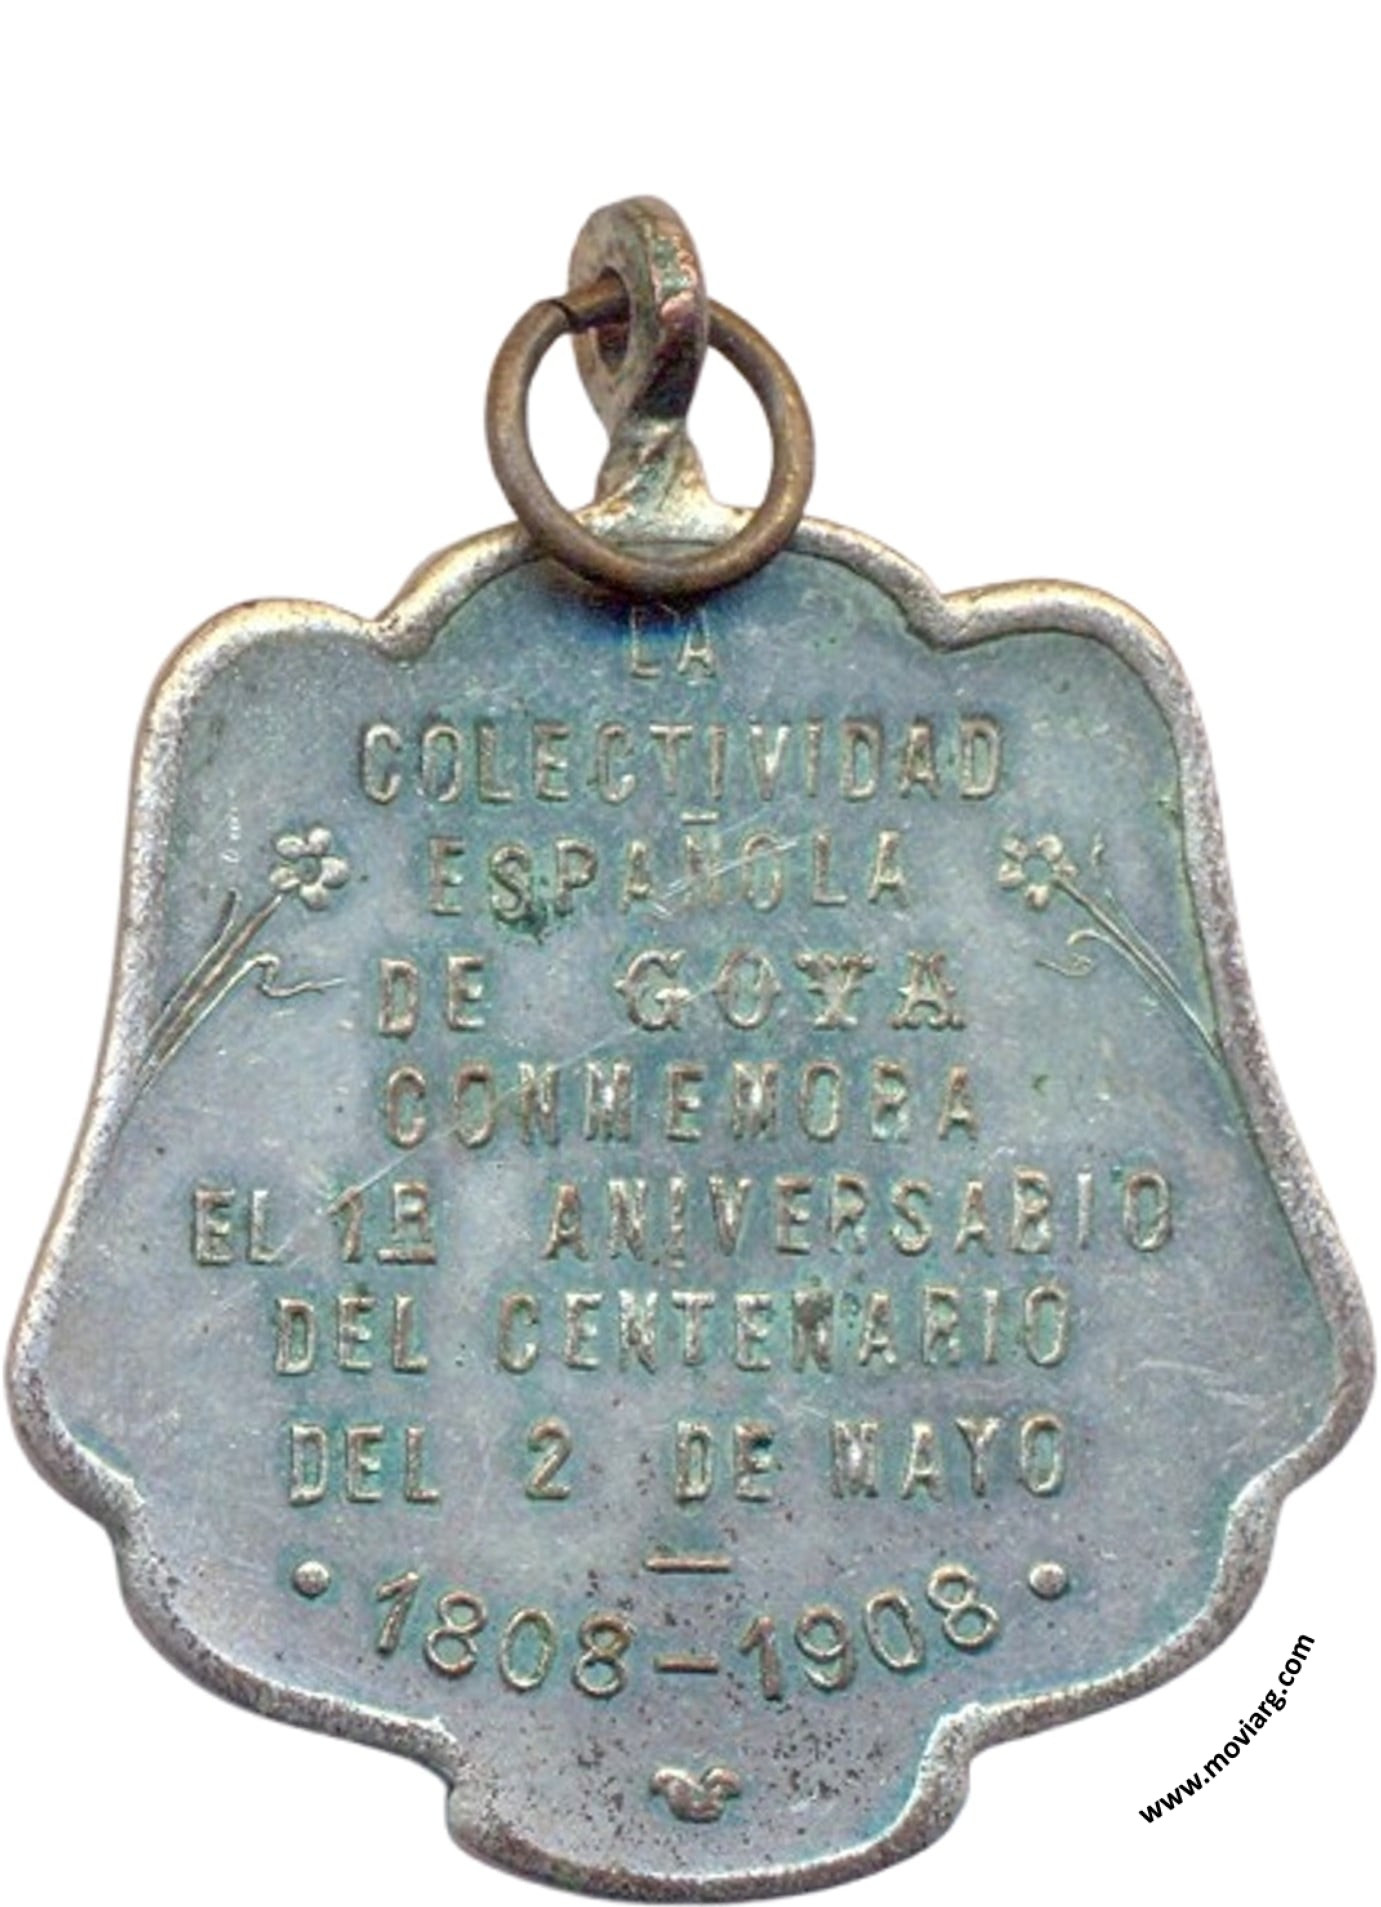 LA
COLECTIVIDAD
ESPAÑOLA
DE GOYA
CONMEMORA
EL 1R ANIVERSARIO
DEL CENTENARIO
DEL 2 DE MAYO
—
• 1808 – 1908 •
www.moviarg.com